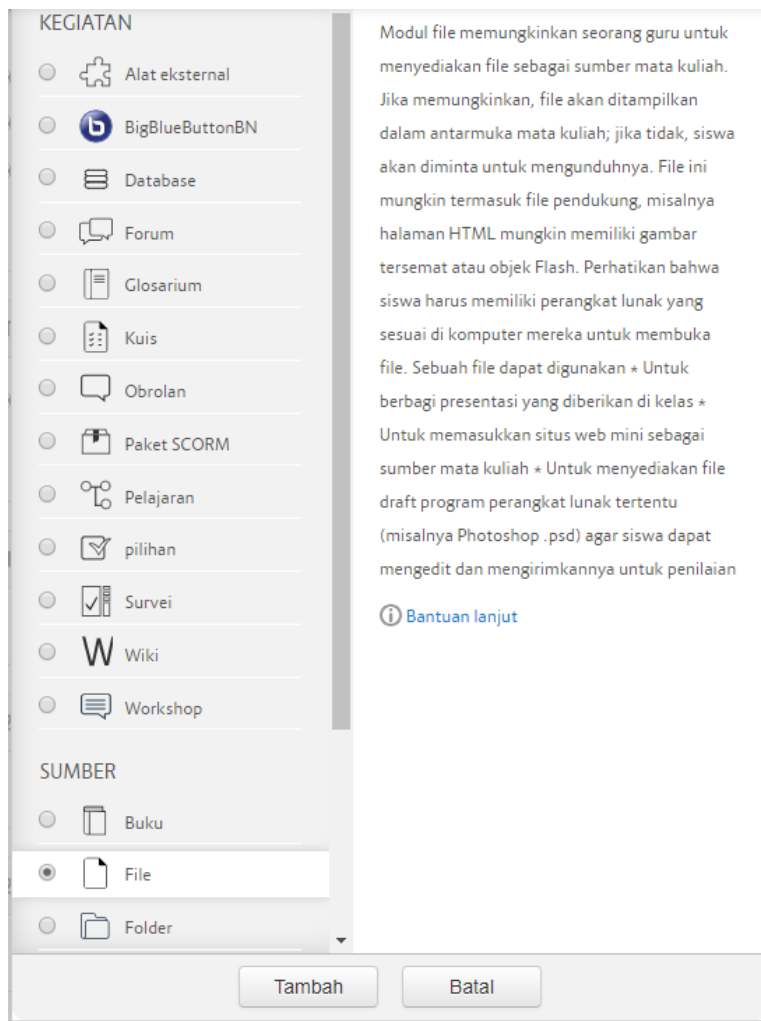 KEGIATAN
Alat eksternal
BigBlueButtonBN
Database
Forum
Glosarium
Kuis
Obrolan
Paket SCORM
Pelajaran
pilihan
Survei
Wiki
Workshop
SUMBER
Buku
File
Folder
Modul file memungkinkan seorang guru untuk
menyediakan file sebagai sumber mata kuliah.
Jika memungkinkan, file akan ditampilkan
dalam antarmuka mata kuliah; jika tidak, siswa
akan diminta untuk mengunduhnya. File ini
mungkin termasuk file pendukung, misalnya
halaman HTML mungkin memiliki gambar
tersemat atau objek Flash. Perhatikan bahwa
siswa harus memiliki perangkat lunak yang
sesuai di komputer mereka untuk membuka
file. Sebuah file dapat digunakan * Untuk
berbagi presentasi yang diberikan di kelas *
Untuk memasukkan situs web mini sebagai
sumber mata kuliah * Untuk menyediakan file
draft program perangkat lunak tertentu
(misalnya Photoshop .psd) agar siswa dapat
mengedit dan mengirimkannya untuk penilaian
Bantuan lanjut
Tambah
Batal